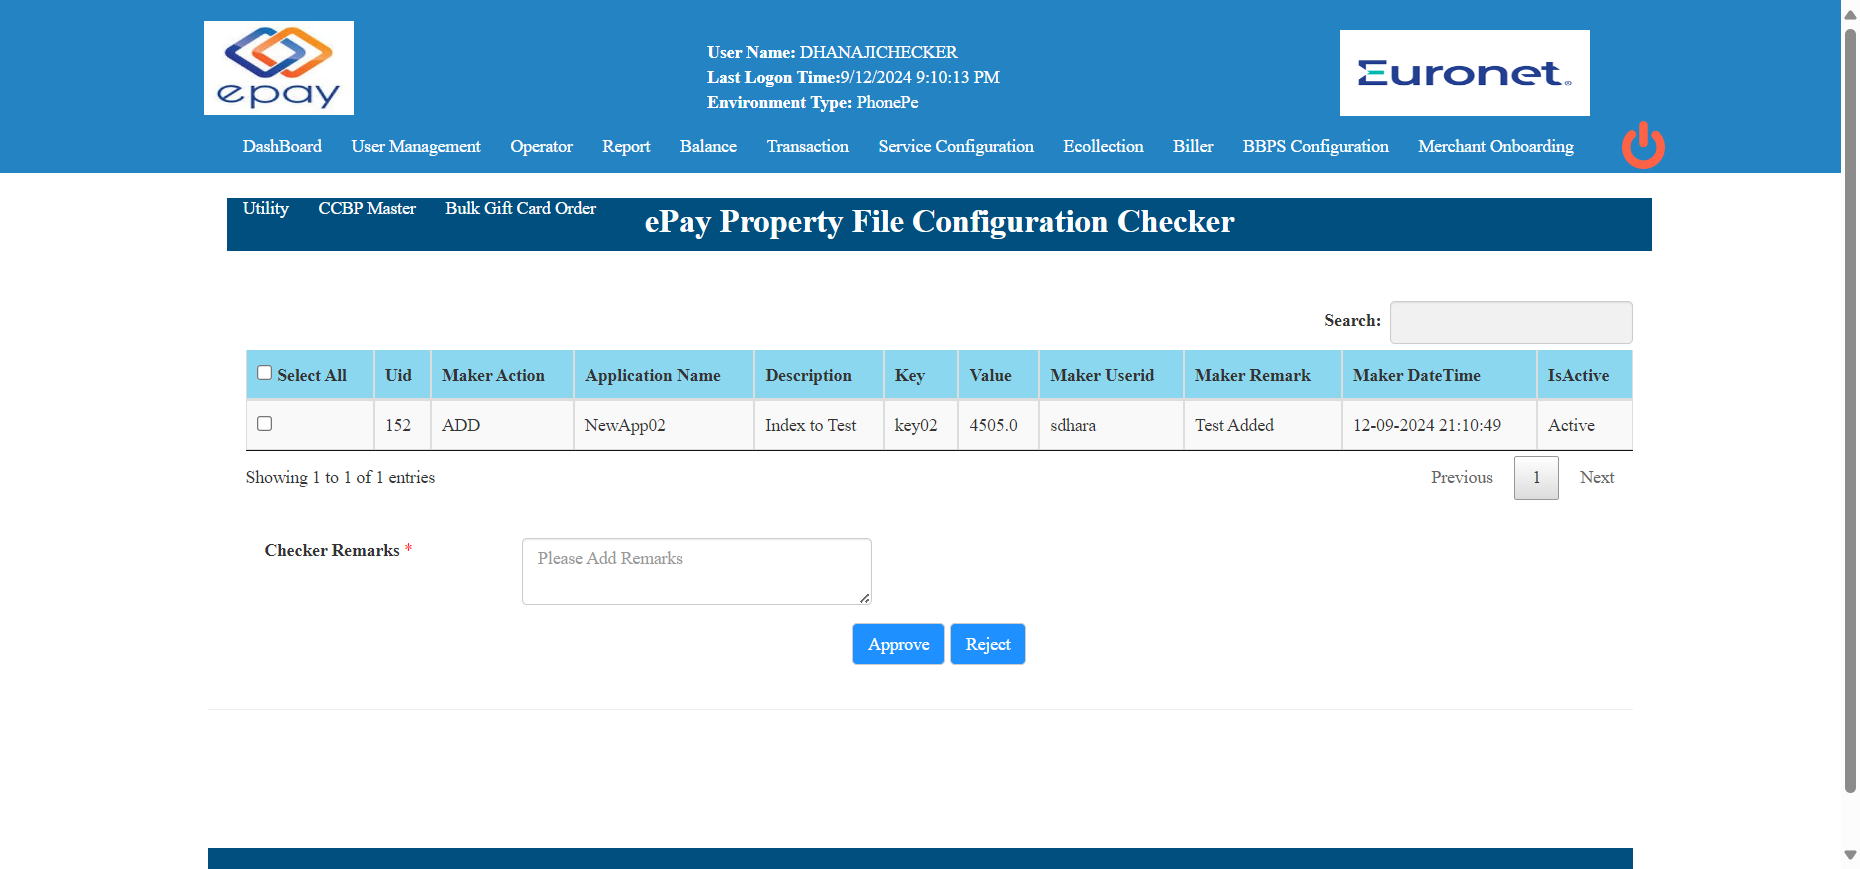 epay
User Name: DHANAJICHECKER
Last Logon Time:9/12/2024 9:10:13 PM
Environment Type: PhonePe
Euronet
DashBoard User Management Operator Report Balance Transaction Service Configuration Ecollection Biller BBPS Configuration Merchant Onboarding
Utility CCBP Master Bulk Gift Card Order
ePay Property File Configuration Checker
Search:
Select All Uid Maker Action Application Name Description Key Value Maker Userid Maker Remark Maker DateTime IsActive
152 ADD NewApp02 Index to Test key02 4505.0 sdhara Test Added 12-09-2024 21:10:49 Active
Showing 1 to 1 of 1 entries
Previous 1 Next
Checker Remarks *
Please Add Remarks
Approve Reject